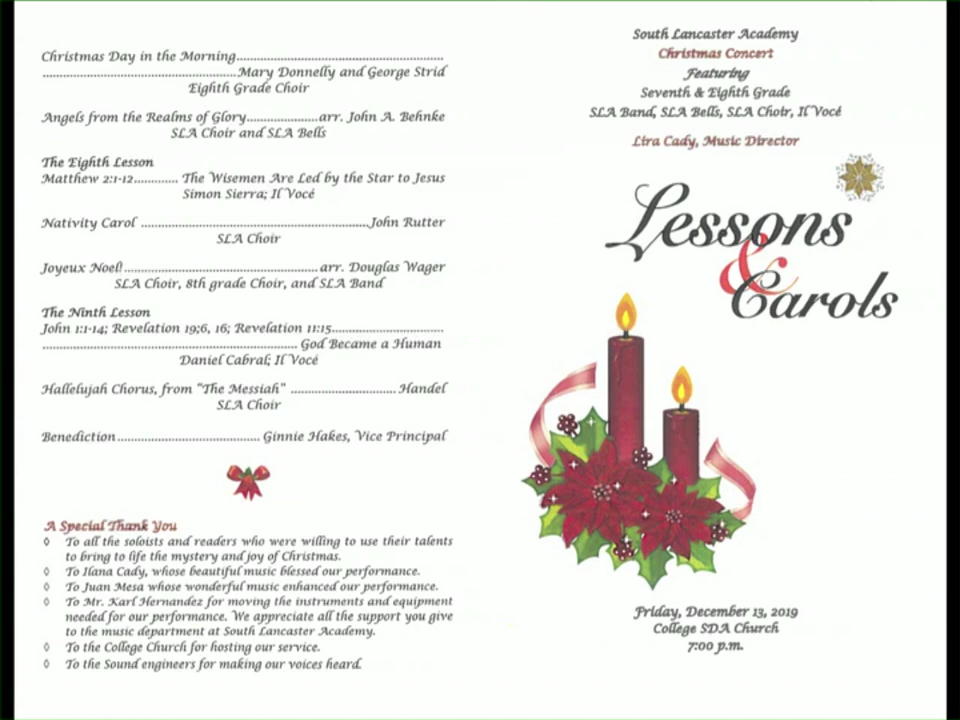 Christmas Day in the Morning........................................................
.....................................................Mary Donnelly and George Strid
Eighth Grade Choir
Angels from the Realms of Glory.....................arr. John A. Behnke
SLA Choir and SLA Bells
The Eighth Lesson
Matthew 2:1-12............. The Wisemen Are Led by the Star to Jesus
Simon Sierra; Il Vocé
Nativity Carol ..............................................................John Rutter
SLA Choir
Joyeux Noel!.....................................................arr. Douglas Wager
SLA Choir, 8th grade Choir, and SLA Band
The Ninth Lesson
John 1:1-14; Revelation 19;6, 16; Revelation 11:15..............................
...................................................................... God Became a Human
Daniel Cabral; Il Vocé
Hallelujah Chorus, from "The Messiah" ............................. Handel
SLA Choir
Benediction....................................... Ginnie Hakes, Vice Principal
A Special Thank You
◊ To all the soloists and readers who were willing to use their talents
to bring to life the mystery and joy of Christmas.
◊ To Ilana Cady, whose beautiful music blessed our performance.
◊ To Juan Mesa whose wonderful music enhanced our performance.
◊ To Mr. Karl Hernandez for moving the instruments and equipment
needed for our performance. We appreciate all the support you give
to the music department at South Lancaster Academy.
◊ To the College Church for hosting our service.
◊ To the Sound engineers for making our voices heard.
South Lancaster Academy
Christmas Concert
Featuring
Seventh & Eighth Grade
SLA Band, SLA Bells, SLA Choir, Il Vocé
Lira Cady, Music Director
Lessons
&
Carols
Friday, December 13, 2019
College SDA Church
7:00 p.m.